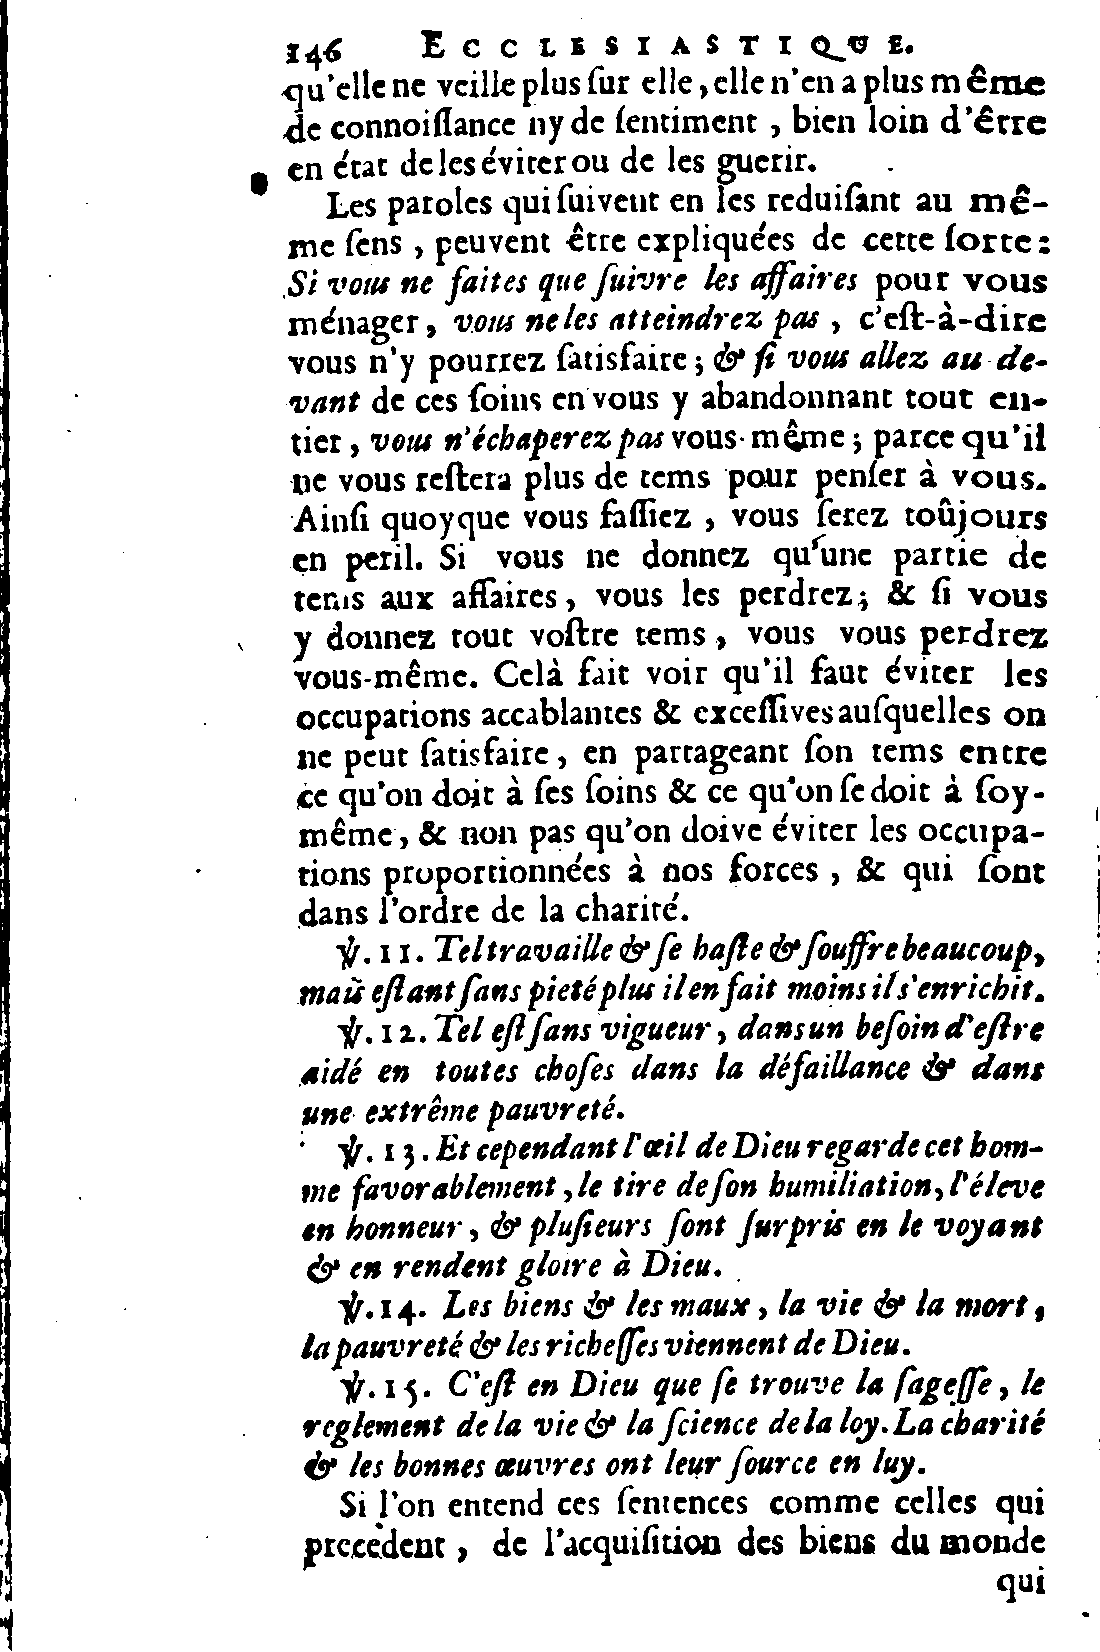 146 ECCLESIASTIQUE.
qu'elle ne veille plus ſur elle, elle n'en a plus même
de connoiſſance ny de ſentiment, bien loin d'être
en état de les éviter ou de les guerir.
Les paroles qui ſuivent en les reduiſant au mê-
me ſens, peuvent être expliquées de cette ſorte:
Si vous ne faites que ſuivre les affaires pour vous
ménager, vous ne les atteindrez pas, c'eſt-à-dire
vous n'y pourrez ſatisfaire; & ſi vous allez au de-
vant de ces ſoins en vous y abandonnant tout en-
tier, vous n'échaperez pas vous-même; parce qu'il
ne vous reſtera plus de tems pour penſer à vous.
Ainſi quoyque vous faſſiez, vous ſerez toûjours
en peril. Si vous ne donnez qu'une partie de
tems aux affaires, vous les perdrez; & ſi vous
y donnez tout voſtre tems, vous vous perdrez
vous-même. Celà fait voir qu'il faut éviter les
occupations accablantes & exceſſives auſquelles on
ne peut ſatisfaire, en partageant ſon tems entre
ce qu'on doit à ſes ſoins & ce qu'on ſe doit à ſoy-
même, & non pas qu'on doive éviter les occupa-
tions proportionnées à nos forces, & qui ſont
dans l'ordre de la charité.
℣. 11. Tel travaille & ſe haſte & ſouffre beaucoup,
mais eſtant ſans pieté plus il en fait moins il s'enrichit.
℣. 12. Tel eſt ſans vigueur, dans un beſoin d'eſtre
aidé en toutes choſes dans la défaillance & dans
une extrême pauvreté.
℣. 13. Et cependant l'œil de Dieu regarde cet hom-
me favorablement, le tire de ſon humiliation, l'éleve
en honneur, & pluſieurs ſont ſurpris en le voyant
& en rendent gloire à Dieu.
℣. 14. Les biens & les maux, la vie & la mort,
la pauvreté & les richeſſes viennent de Dieu.
℣. 15. C'eſt en Dieu que ſe trouve la ſageſſe, le
reglement de la vie & la ſcience de la loy. La charité
& les bonnes œuvres ont leur ſource en luy.
Si l'on entend ces ſentences comme celles qui
precedent, de l'acquiſition des biens du monde
qui